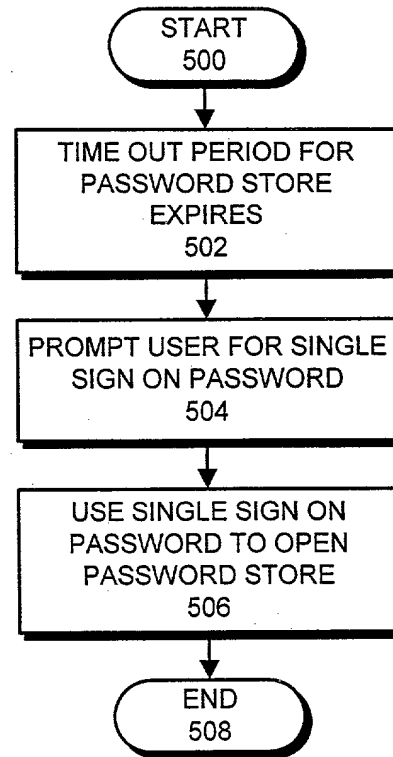 START
500
TIME OUT PERIOD FOR
PASSWORD STORE
EXPIRES
502
PROMPT USER FOR SINGLE
SIGN ON PASSWORD
504
USE SINGLE SIGN ON
PASSWORD TO OPEN
PASSWORD STORE
506
END
508